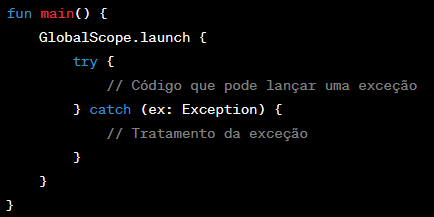 fun main() {
    GlobalScope.launch {
        try {
            // Código que pode lançar uma exceção
        } catch (ex: Exception) {
            // Tratamento da exceção
        }
    }
}